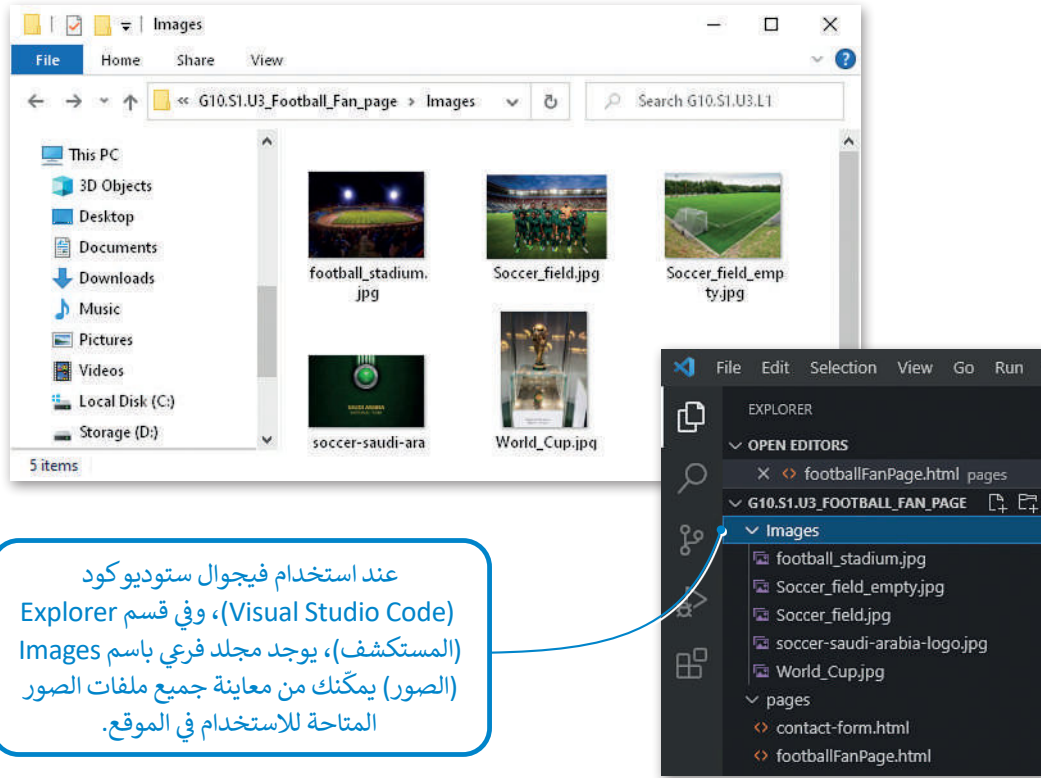 Images
File Home Share View
« G10.S1.U3_Football_Fan_page › Images
Search G10.S1.U3.L1
This PC
3D Objects
Desktop
Documents
Downloads
Music
Pictures
Videos
Local Disk (C:)
Storage (D:)
football_stadium.
jpg
Soccer_field.jpg
Soccer_field_emp
ty.jpg
SAUDI ARABIA
soccer-saudi-ara
World_Cup.jpg
5 items
File Edit Selection View Go Run
EXPLORER
OPEN EDITORS
footballFanPage.html pages
G10.S1.U3_FOOTBALL_FAN_PAGE
Images
football_stadium.jpg
Soccer_field_empty.jpg
Soccer_field.jpg
soccer-saudi-arabia-logo.jpg
World_Cup.jpg
pages
contact-form.html
footballFanPage.html
عند استخدام فيجوال ستوديو كود
(Visual Studio Code)، وفي قسم Explorer
(المستكشف)، يوجد مجلد فرعي باسم Images
(الصور) يمكّنك من معاينة جميع ملفات الصور
المتاحة للاستخدام في الموقع.